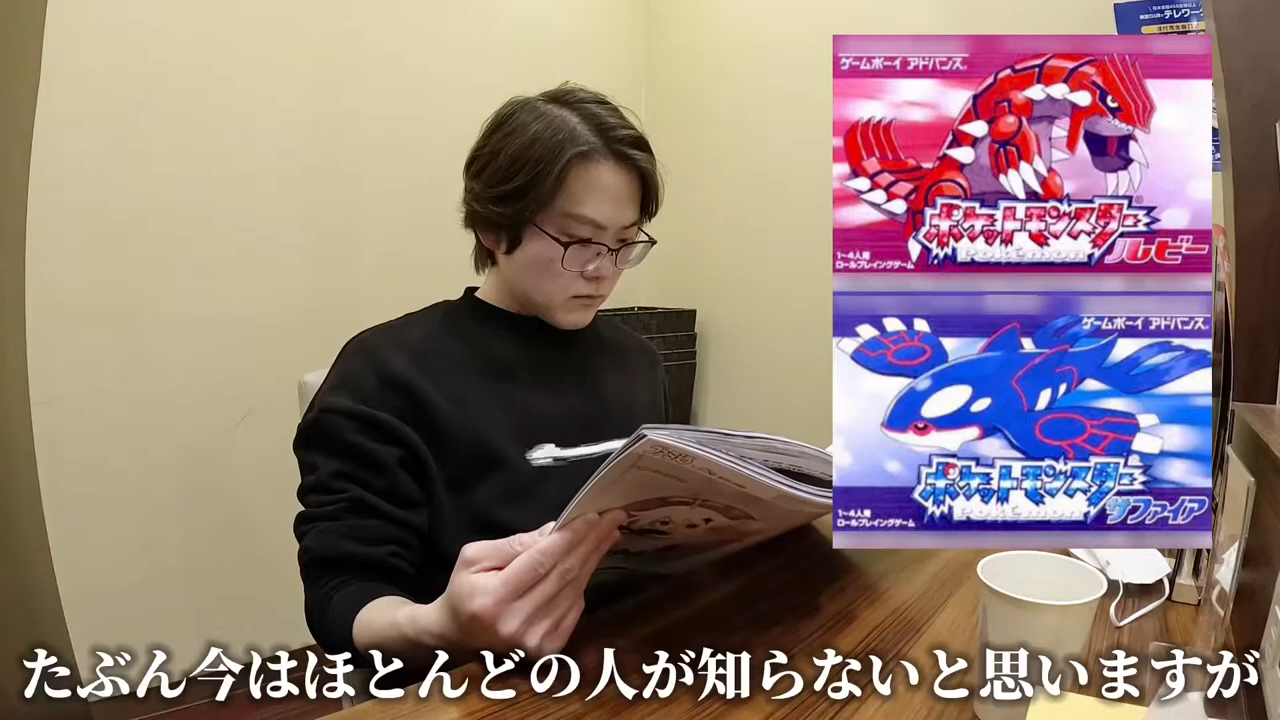 テレワーク
ゲームボーイ アドバンス
ポケットモンスター
Pokémon
ルビー
1~4人用
ロールプレイングゲーム
ゲームボーイ アドバンス
ポケットモンスター
Pokémon
サファイア
1~4人用
ロールプレイングゲーム
たぶん今はほとんどの人が知らないと思いますが